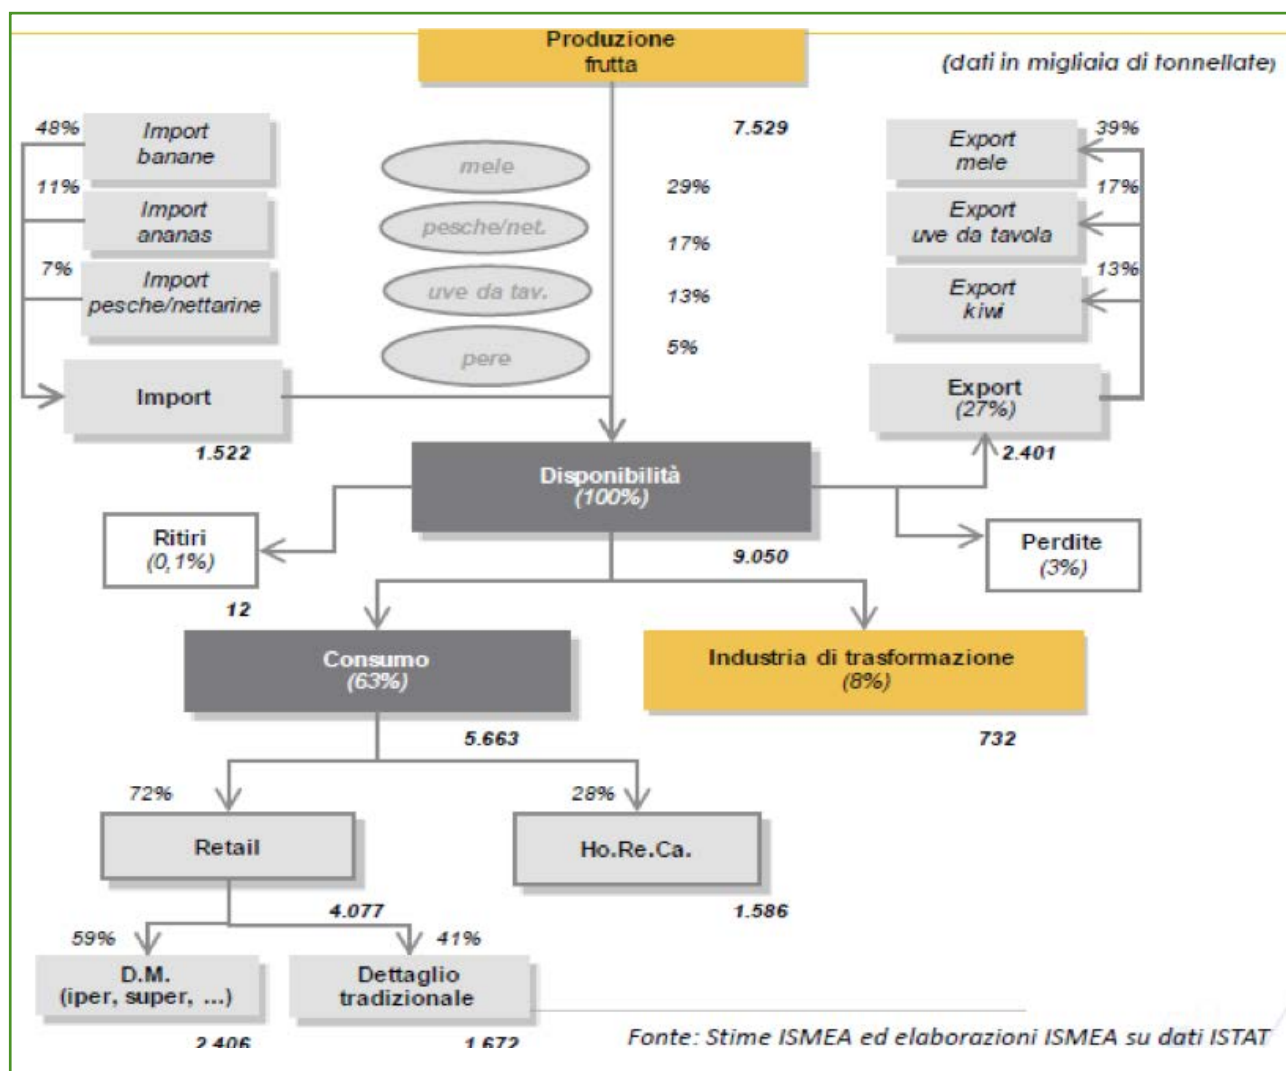 Produzione
frutta
(dati in migliaia di tonnellate)
7.529
48%
Import
banane
11%
Import
ananas
7%
Import
pesche/nettarine
Import
1.522
mele
29%
pesche/net.
17%
uve da tav.
13%
pere
5%
39%
Export
mele
17%
Export
uve da tavola
13%
Export
kiwi
Export
(27%)
2.401
Disponibilità
(100%)
9.050
Ritiri
(0,1%)
12
Perdite
(3%)
Consumo
(63%)
5.663
Industria di trasformazione
(8%)
732
72%
Retail
4.077
28%
Ho.Re.Ca.
1.586
59%
D.M.
(iper, super, ...)
2.406
41%
Dettaglio
tradizionale
1.672
Fonte: Stime ISMEA ed elaborazioni ISMEA su dati ISTAT